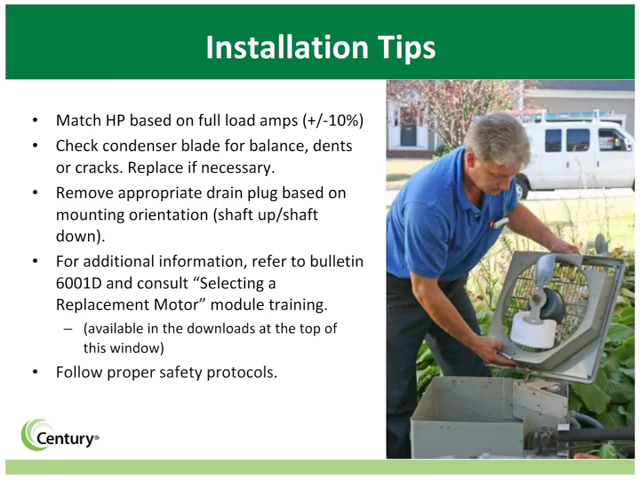 Installation Tips
• Match HP based on full load amps (+/-10%)
• Check condenser blade for balance, dents
or cracks. Replace if necessary.
• Remove appropriate drain plug based on
mounting orientation (shaft up/shaft
down).
• For additional information, refer to bulletin
6001D and consult “Selecting a
Replacement Motor” module training.
– (available in the downloads at the top of
this window)
• Follow proper safety protocols.
Century®